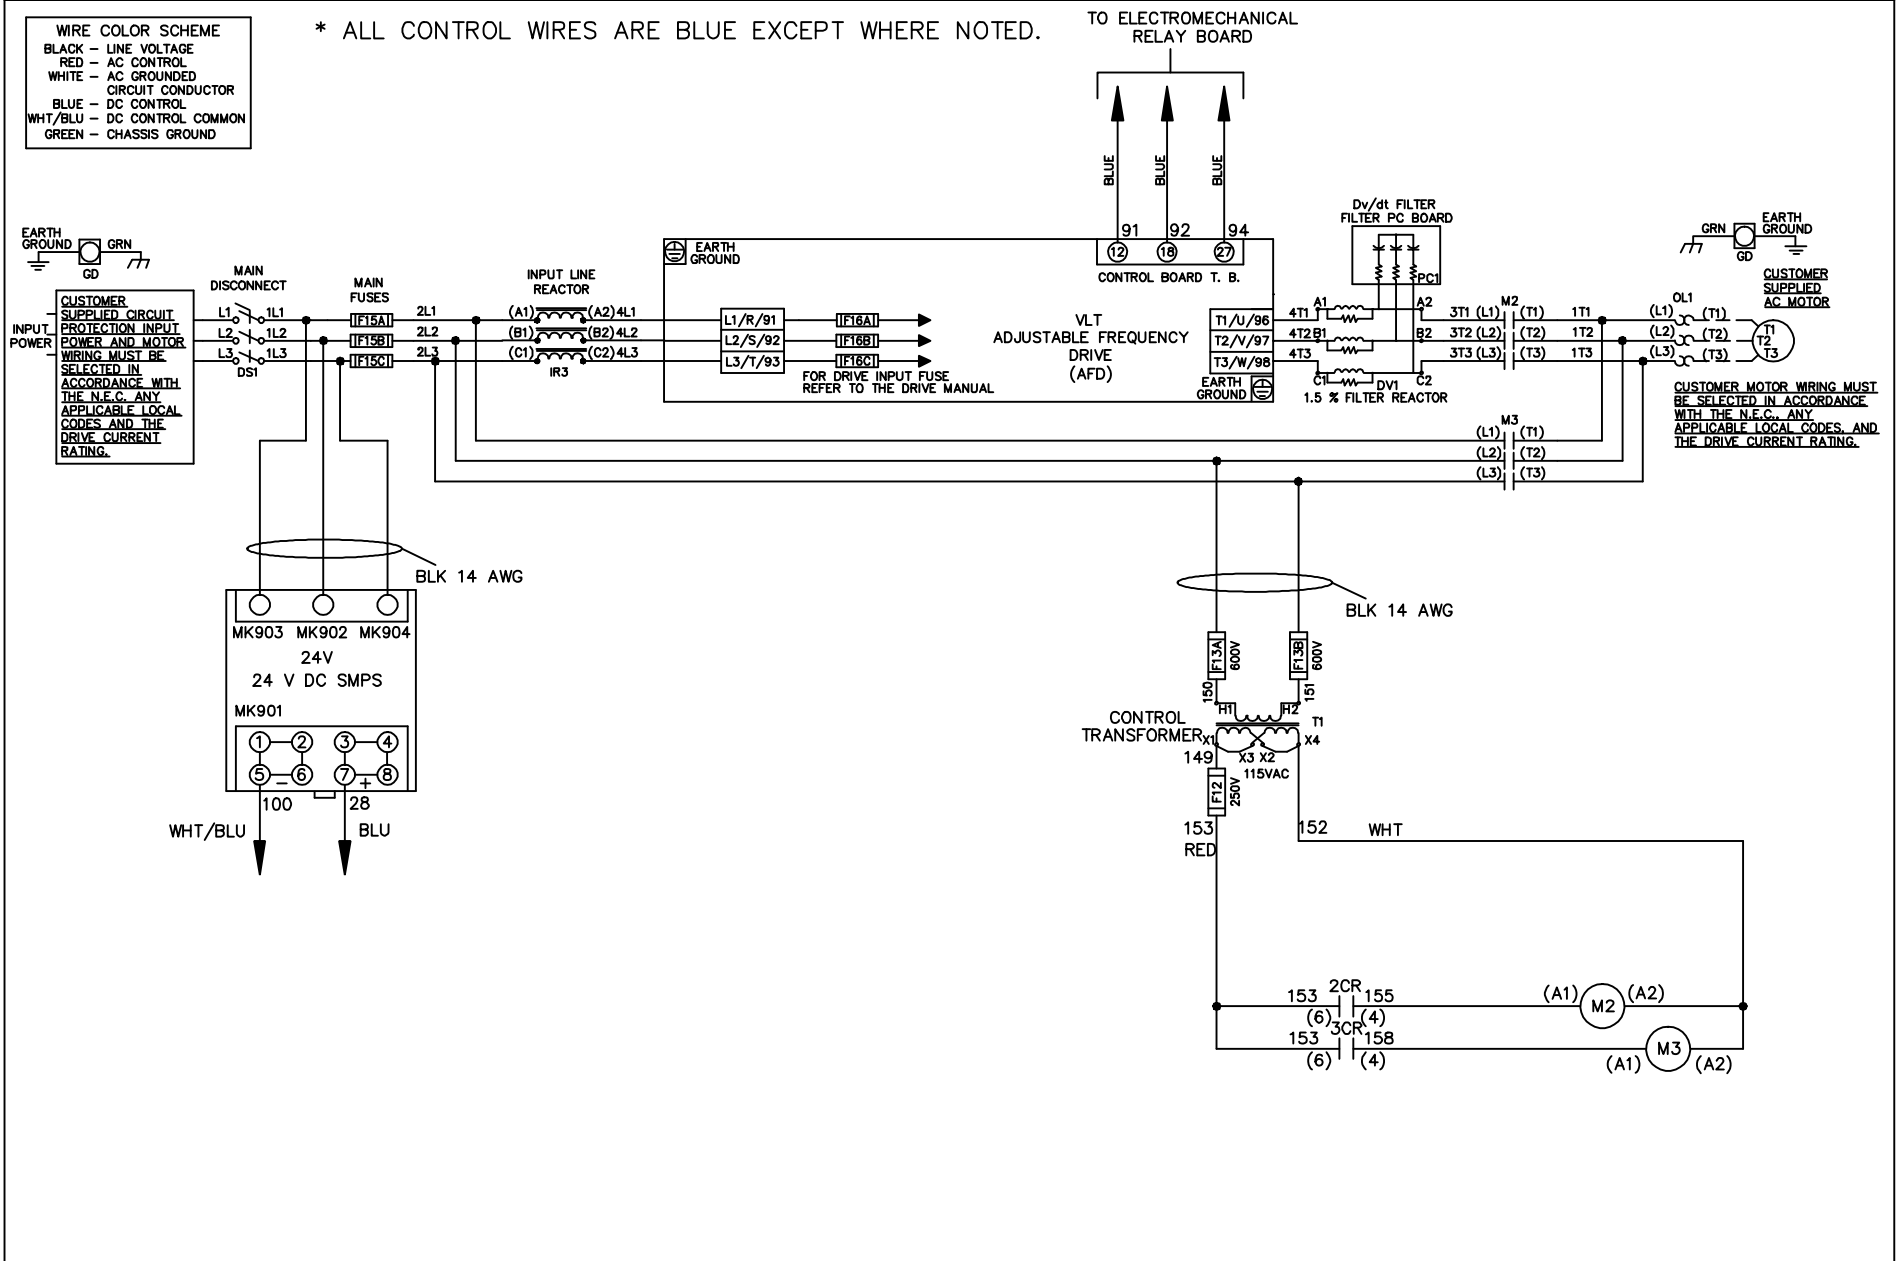 WIRE COLOR SCHEME
BLACK – LINE VOLTAGE
RED – AC CONTROL
WHITE – AC GROUNDED
CIRCUIT CONDUCTOR
BLUE – DC CONTROL
WHT/BLU – DC CONTROL COMMON
GREEN – CHASSIS GROUND
* ALL CONTROL WIRES ARE BLUE EXCEPT WHERE NOTED.
TO ELECTROMECHANICAL
RELAY BOARD
BLUE
BLUE
BLUE
91 92 94
12 18 27
CONTROL BOARD T. B.
EARTH
GROUND
GRN
GD
INPUT
POWER
CUSTOMER
SUPPLIED CIRCUIT
PROTECTION INPUT
POWER AND MOTOR
WIRING MUST BE
SELECTED IN
ACCORDANCE WITH
THE N.E.C. ANY
APPLICABLE LOCAL
CODES AND THE
DRIVE CURRENT
RATING.
MAIN
DISCONNECT
L1 1L1
L2 1L2
L3 1L3
DS1
MAIN
FUSES
F15A
F15B
F15C
2L1
2L2
2L3
INPUT LINE
REACTOR
(A1) (A2) 4L1
(B1) (B2) 4L2
(C1) (C2) 4L3
IR3
EARTH
GROUND
L1/R/91
L2/S/92
L3/T/93
F16A
F16B
F16C
FOR DRIVE INPUT FUSE
REFER TO THE DRIVE MANUAL
VLT
ADJUSTABLE FREQUENCY
DRIVE
(AFD)
T1/U/96
T2/V/97
T3/W/98
EARTH
GROUND
Dv/dt FILTER
FILTER PC BOARD
PC1
4T1 A1 A2
4T2 B1 B2
4T3
C1 C2
DV1
1.5 % FILTER REACTOR
M2
3T1 (L1) (T1) 1T1
3T2 (L2) (T2) 1T2
3T3 (L3) (T3) 1T3
M3
(L1) (T1)
(L2) (T2)
(L3) (T3)
OL1
(L1) (T1)
(L2) (T2)
(L3) (T3)
T1
T2
T3
GRN
GD
EARTH
GROUND
CUSTOMER
SUPPLIED
AC MOTOR
CUSTOMER MOTOR WIRING MUST
BE SELECTED IN ACCORDANCE
WITH THE N.E.C., ANY
APPLICABLE LOCAL CODES, AND
THE DRIVE CURRENT RATING.
BLK 14 AWG
MK903 MK902 MK904
24V
24 V DC SMPS
MK901
1 2 3 4
5 6 7 8
– +
100 28
WHT/BLU BLU
BLK 14 AWG
F13A 600V
F13B 600V
150 151
H1 H2
CONTROL
TRANSFORMER
T1
X1 X4
X3 X2
149
115VAC
F12 250V
153
RED
152 WHT
153 2CR 155
(6) (4)
(A1) M2 (A2)
153 3CR 158
(6) (4)
(A1) M3 (A2)